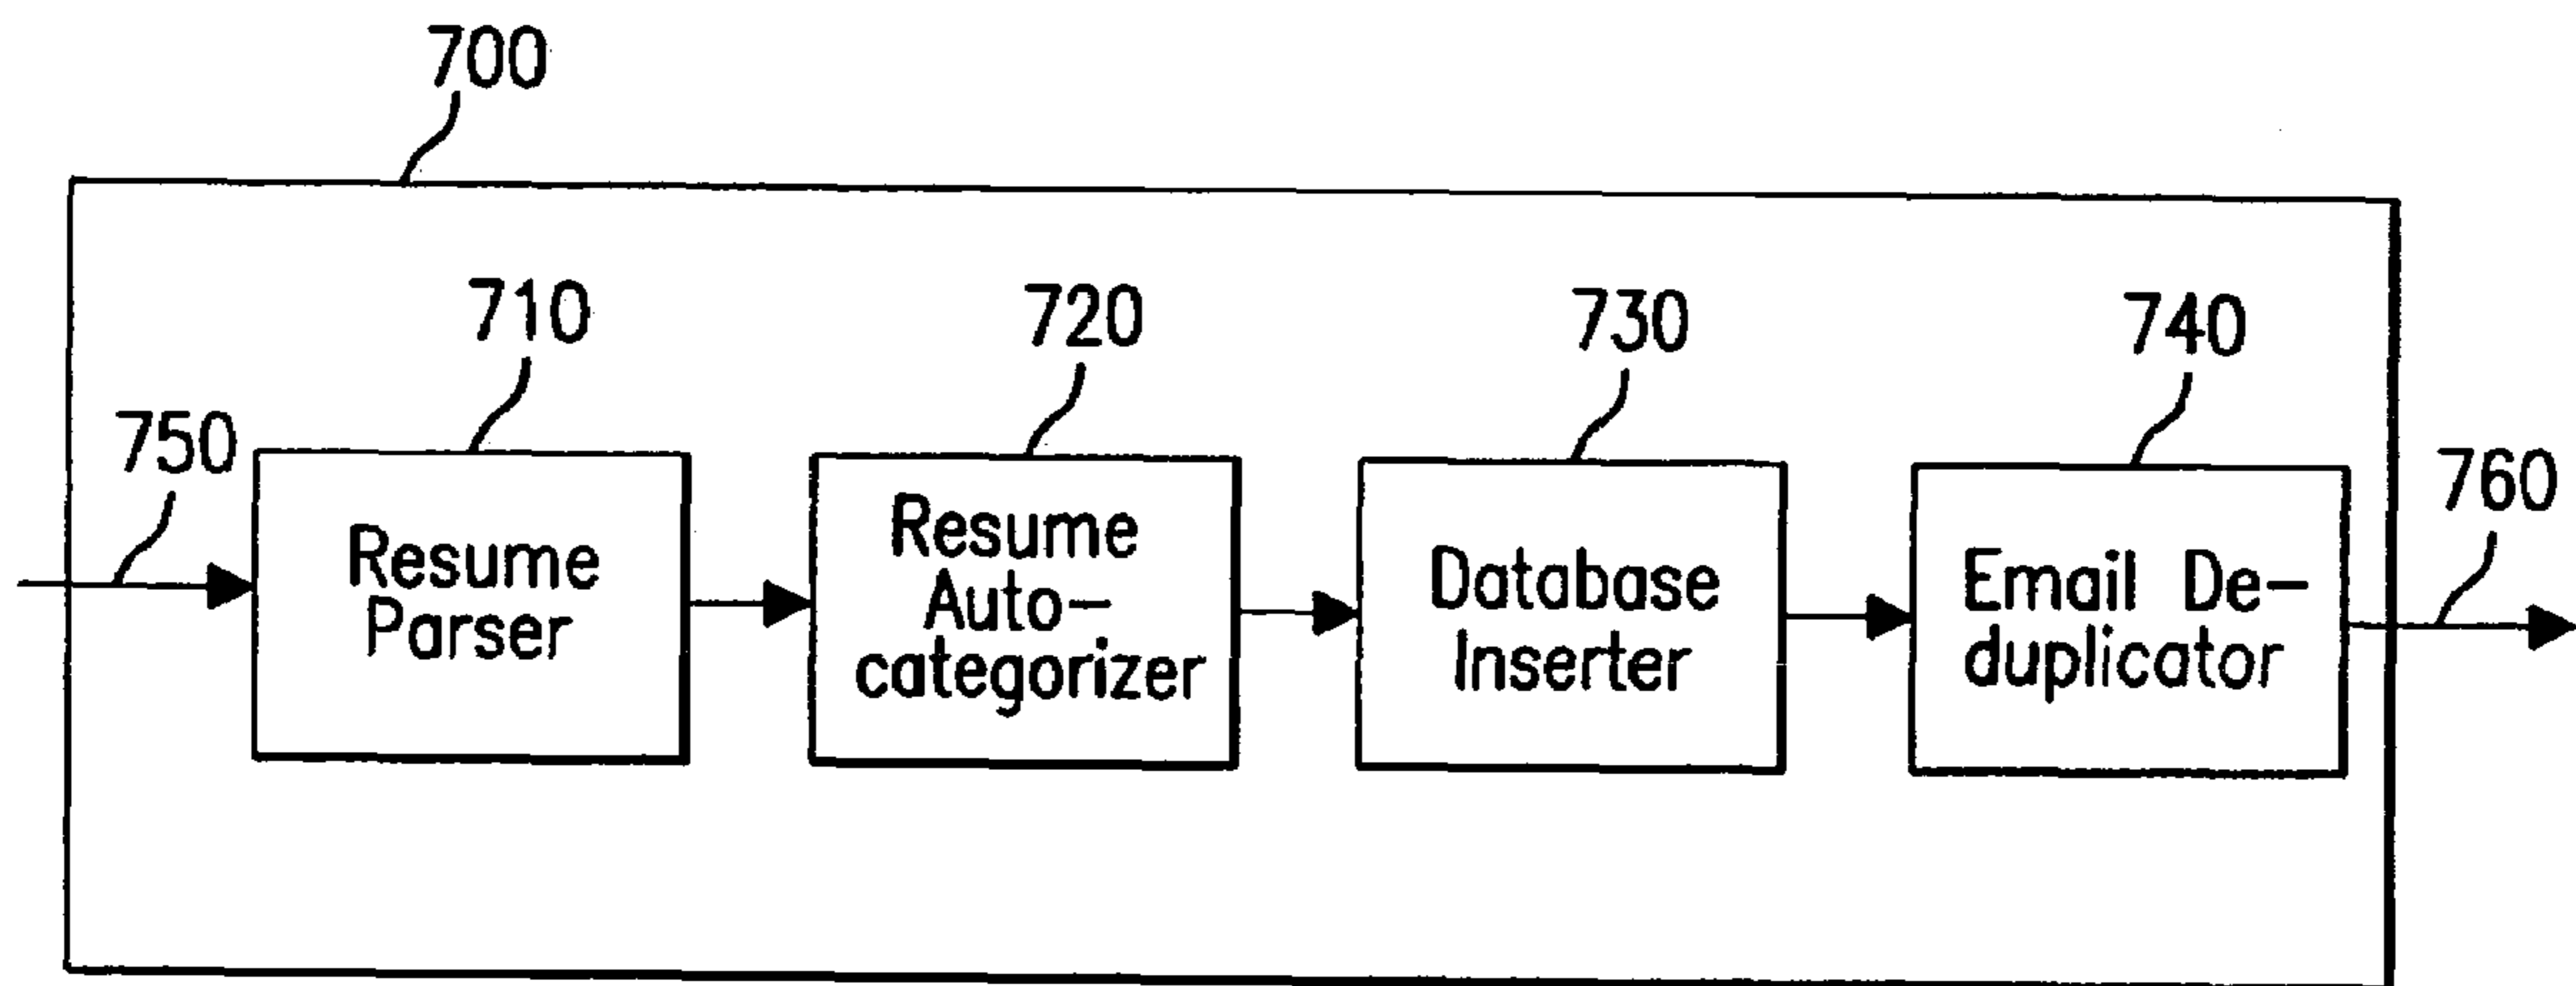 700
710
720
730
740
750
760
Resume
Parser
Resume
Auto-
categorizer
Database
Inserter
Email De-
duplicator